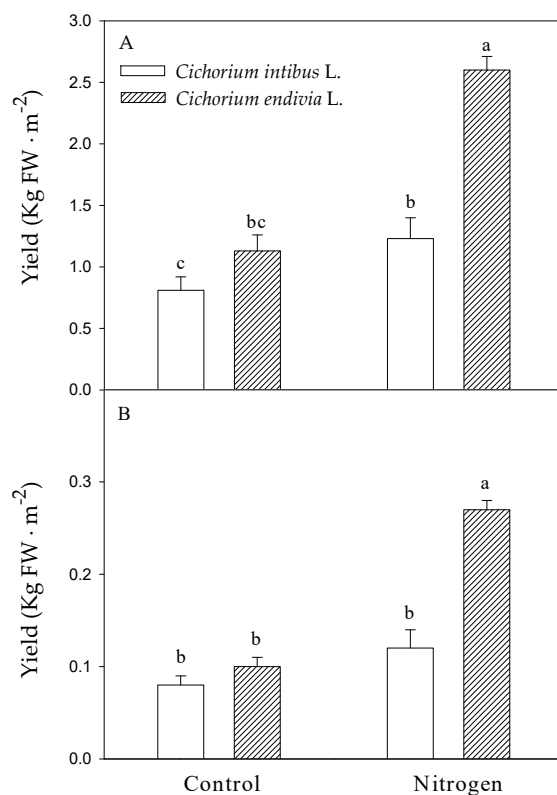 3.0
A
a
Cichorium intibus L.
Cichorium endivia L.
2.5
2.0
Yield (Kg FW · m-2)
1.5
b
bc
1.0
c
0.5
0.0
B
0.3
a
Yield (Kg FW · m-2)
0.2
b
b
b
0.1
0.0
Control Nitrogen